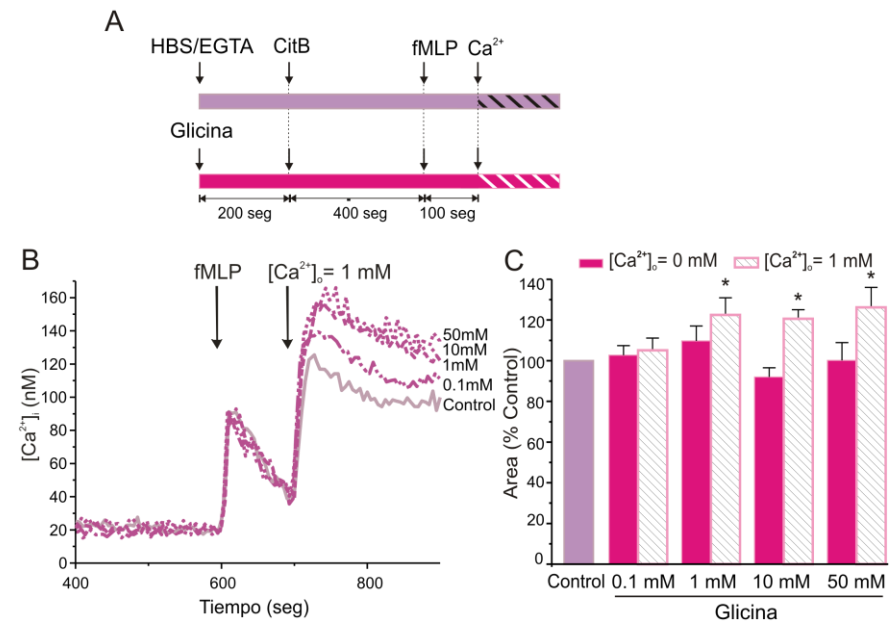 A
HBS/EGTA CitB fMLP Ca²⁺
Glicina
200 seg 400 seg 100 seg
B
fMLP [Ca²⁺]ₒ= 1 mM
[Ca²⁺]ᵢ (nM)
160
140
120
100
80
60
40
20
0
50mM
10mM
1mM
0.1mM
Control
400 600 800
Tiempo (seg)
C
[Ca²⁺]ₒ= 0 mM [Ca²⁺]ₒ= 1 mM
Area (% Control)
140
120
100
80
60
40
20
0
* * *
Control 0.1 mM 1 mM 10 mM 50 mM
Glicina